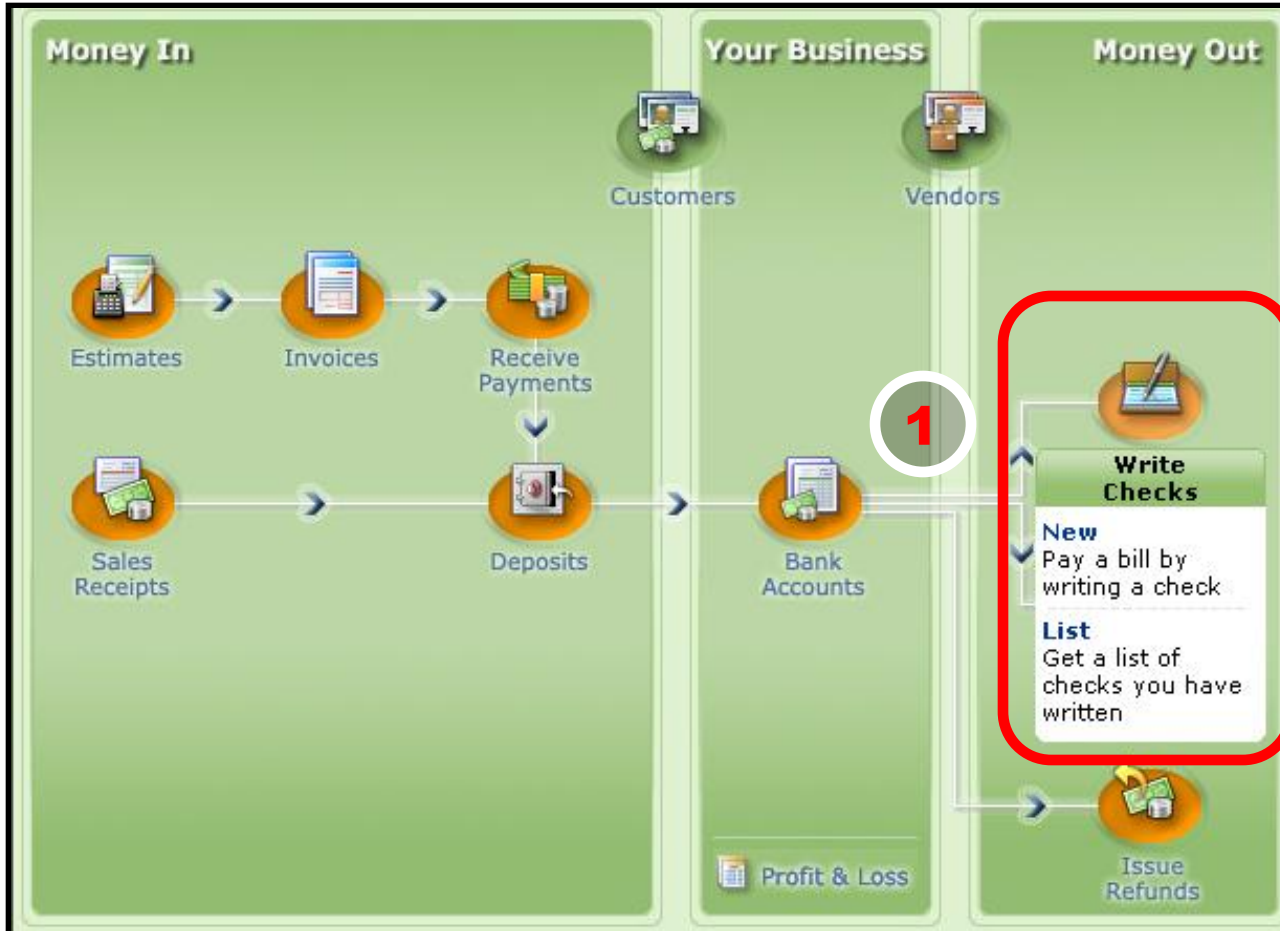 Money In
Your Business
Money Out
Customers
Vendors
Estimates
Invoices
Receive
Payments
1
Write
Checks
New
Pay a bill by
writing a check
List
Get a list of
checks you have
written
Sales
Receipts
Deposits
Bank
Accounts
Profit & Loss
Issue
Refunds